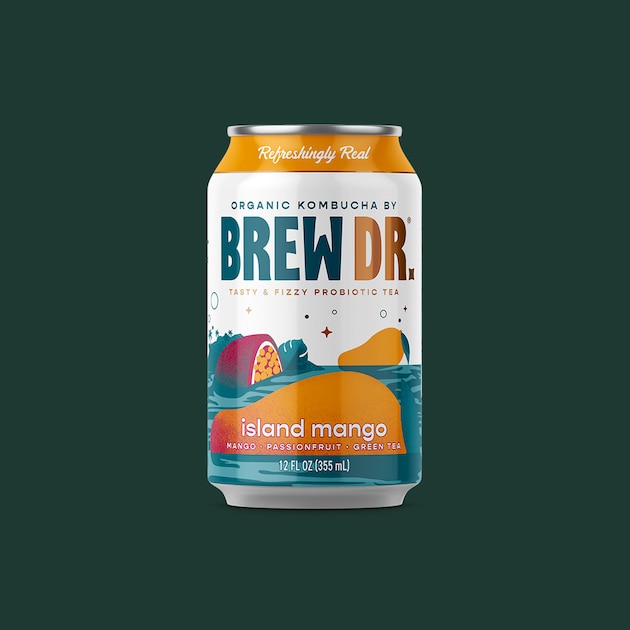 Refreshingly Real
ORGANIC KOMBUCHA BY
BREW DR.®
TASTY & FIZZY PROBIOTIC TEA
island mango
MANGO · PASSIONFRUIT · GREEN TEA
12 FL OZ (355 mL)